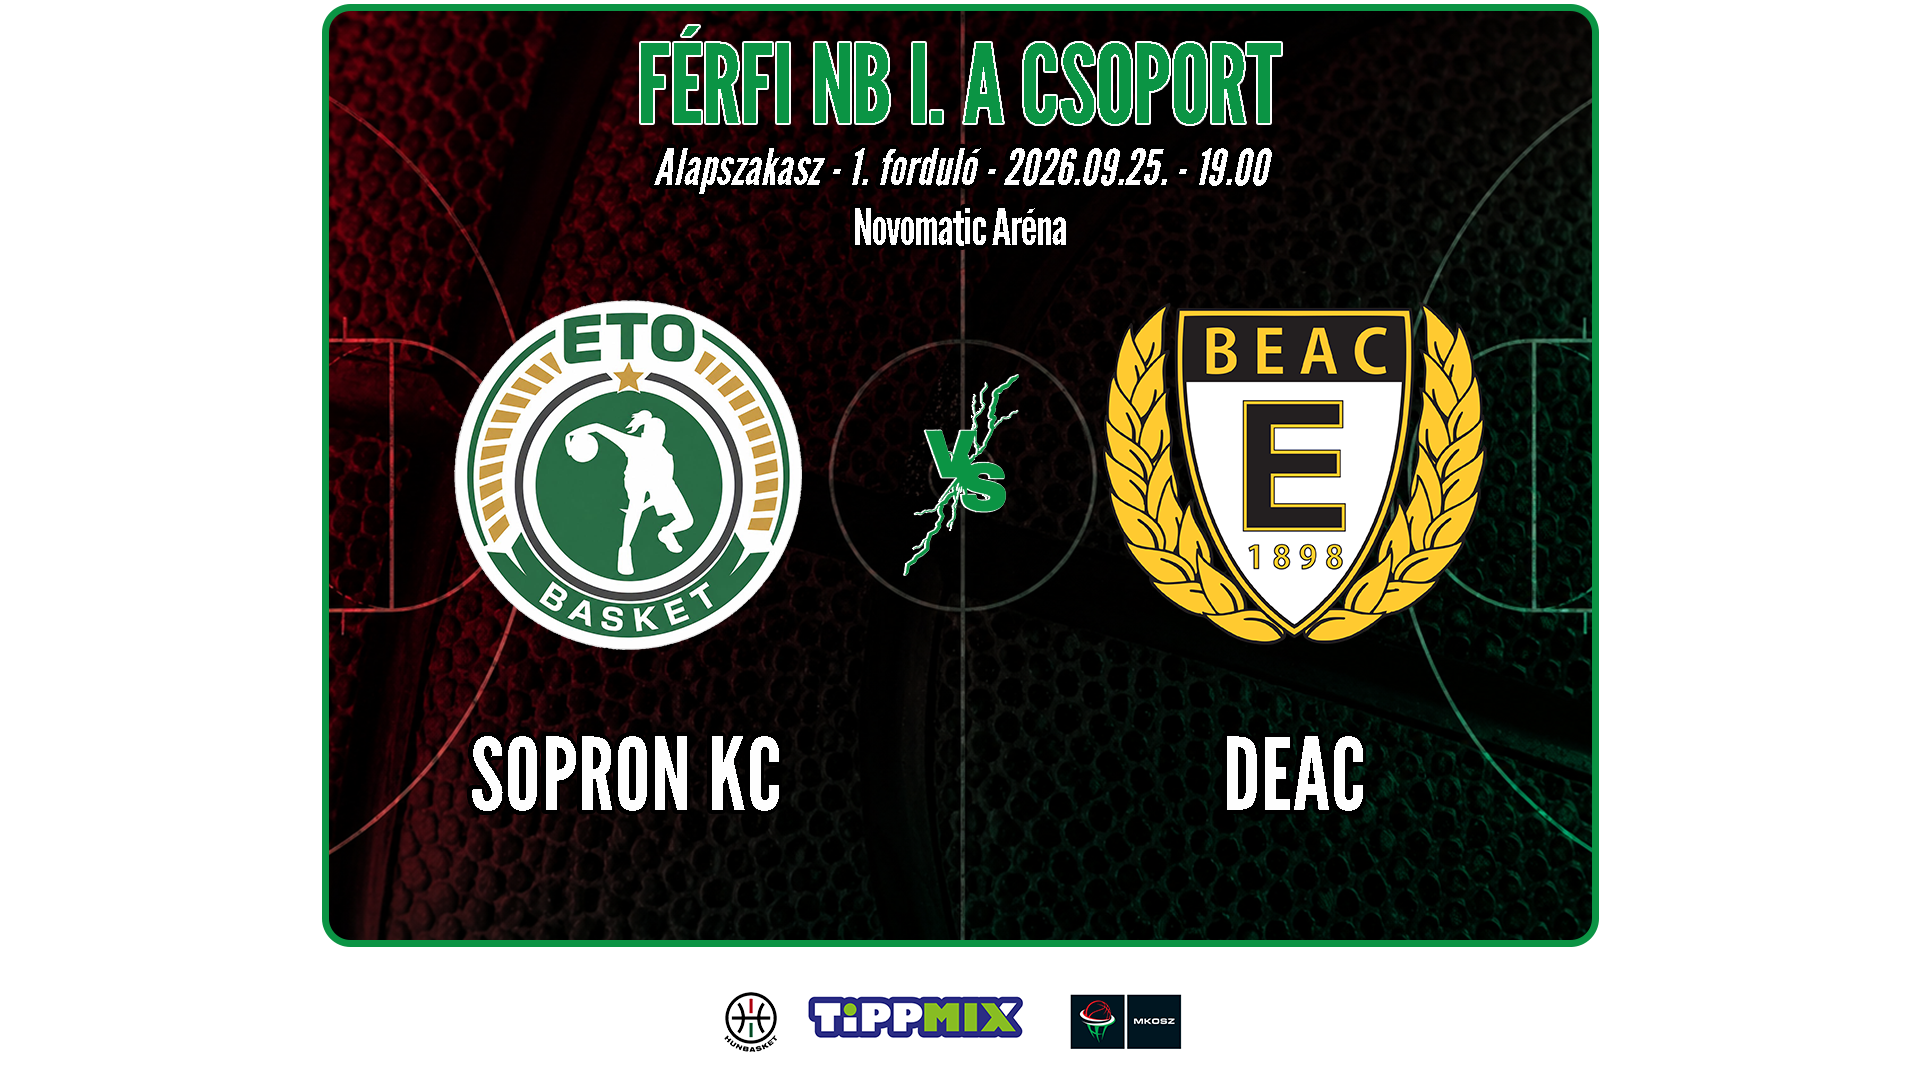 FÉRFI NB I. A CSOPORT
Alapszakasz - 1. forduló - 2026.09.25. - 19.00
Novomatic Aréna
ETO
BASKET
VS
BEAC
E
1898
SOPRON KC
DEAC
HUNBASKET
TiPPMIX
MKOSZ